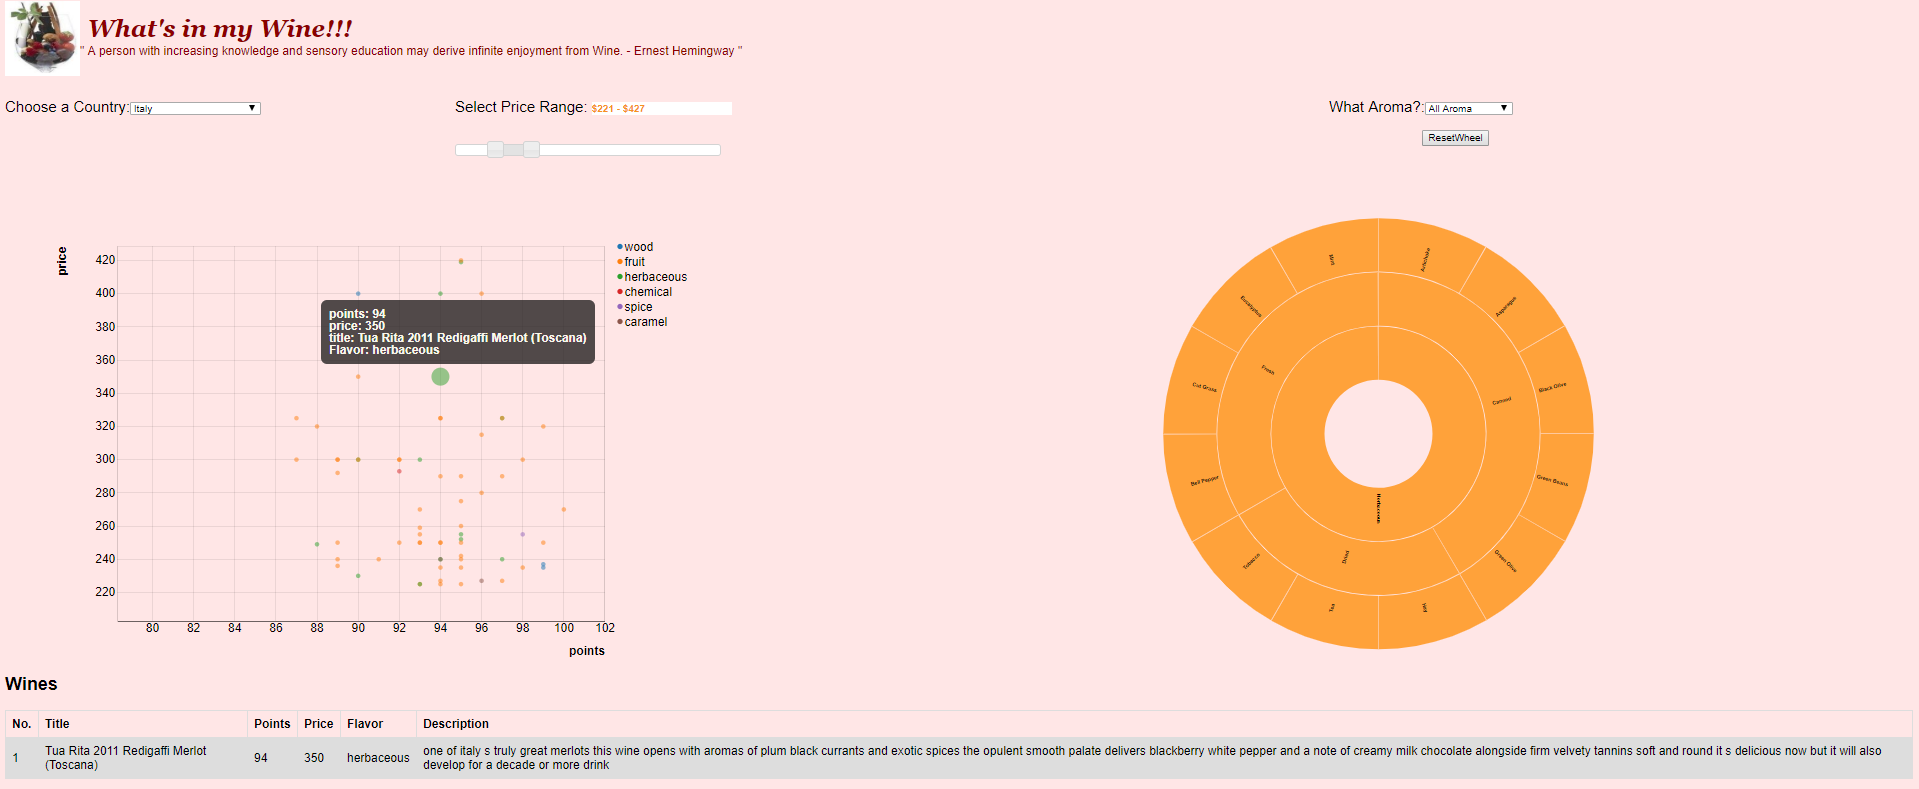 What's in my Wine!!!
" A person with increasing knowledge and sensory education may derive infinite enjoyment from Wine. - Ernest Hemingway "
Choose a Country: Italy
Select Price Range: $221 - $427
What Aroma?: All Aroma
ResetWheel
price
420
400
380
360
340
320
300
280
260
240
220
80 82 84 86 88 90 92 94 96 98 100 102
points
wood
fruit
herbaceous
chemical
spice
caramel
points: 94
price: 350
title: Tua Rita 2011 Redigaffi Merlot (Toscana)
Flavor: herbaceous
Herbaceous
Fresh
Canned
Dried
Mint
Artichoke
Asparagus
Black Olive
Green Beans
Green Olive
Hay
Tea
Tobacco
Bell Pepper
Cut Grass
Eucalyptus
Wines
No. Title Points Price Flavor Description
1 Tua Rita 2011 Redigaffi Merlot (Toscana) 94 350 herbaceous one of italy s truly great merlots this wine opens with aromas of plum black currants and exotic spices the opulent smooth palate delivers blackberry white pepper and a note of creamy milk chocolate alongside firm velvety tannins soft and round it s delicious now but it will also
develop for a decade or more drink